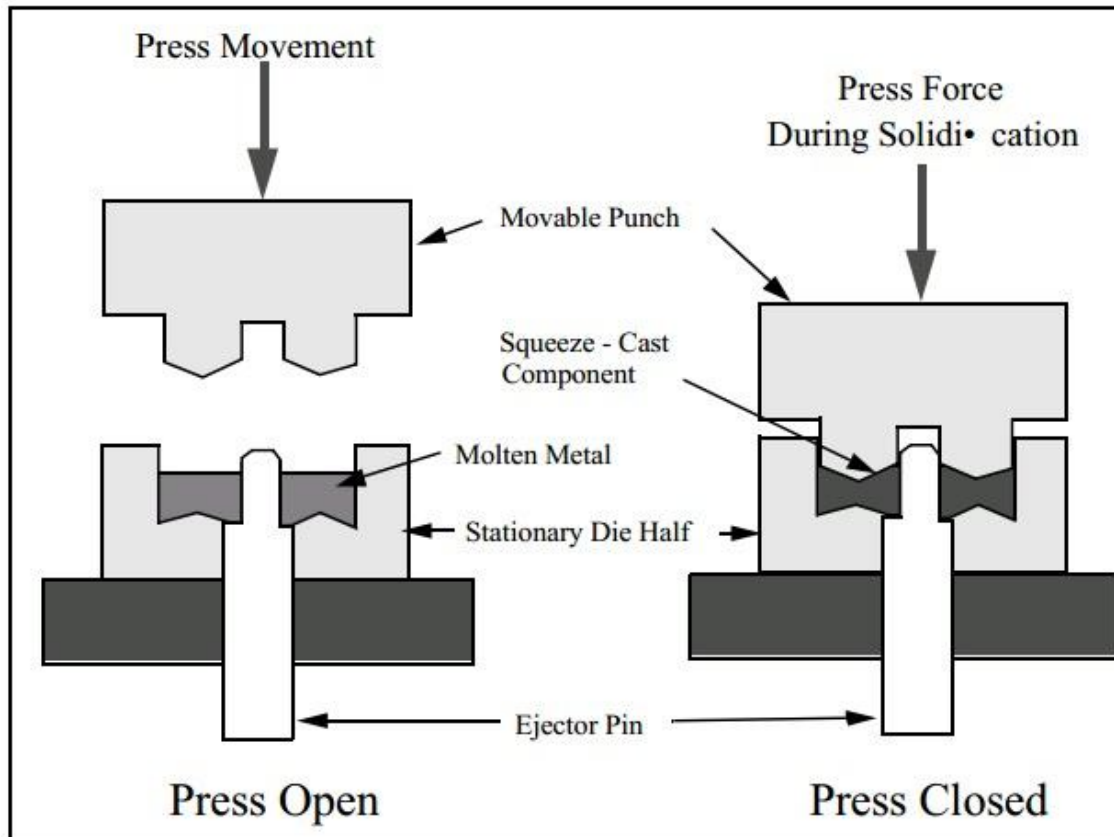 Press Movement
Press Force
During Solidi• cation
Movable Punch
Squeeze - Cast
Component
Molten Metal
Stationary Die Half
Ejector Pin
Press Open
Press Closed